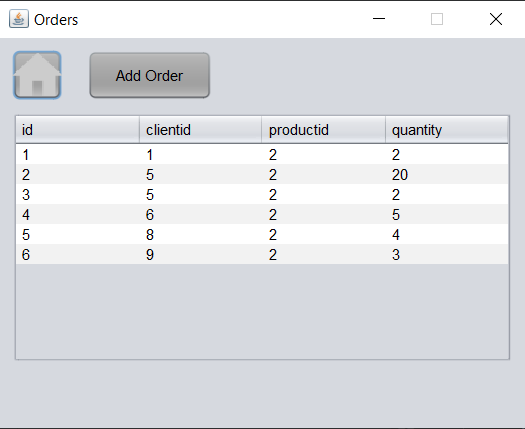 Orders
Add Order
id clientid productid quantity
1 1 2 2
2 5 2 20
3 5 2 2
4 6 2 5
5 8 2 4
6 9 2 3